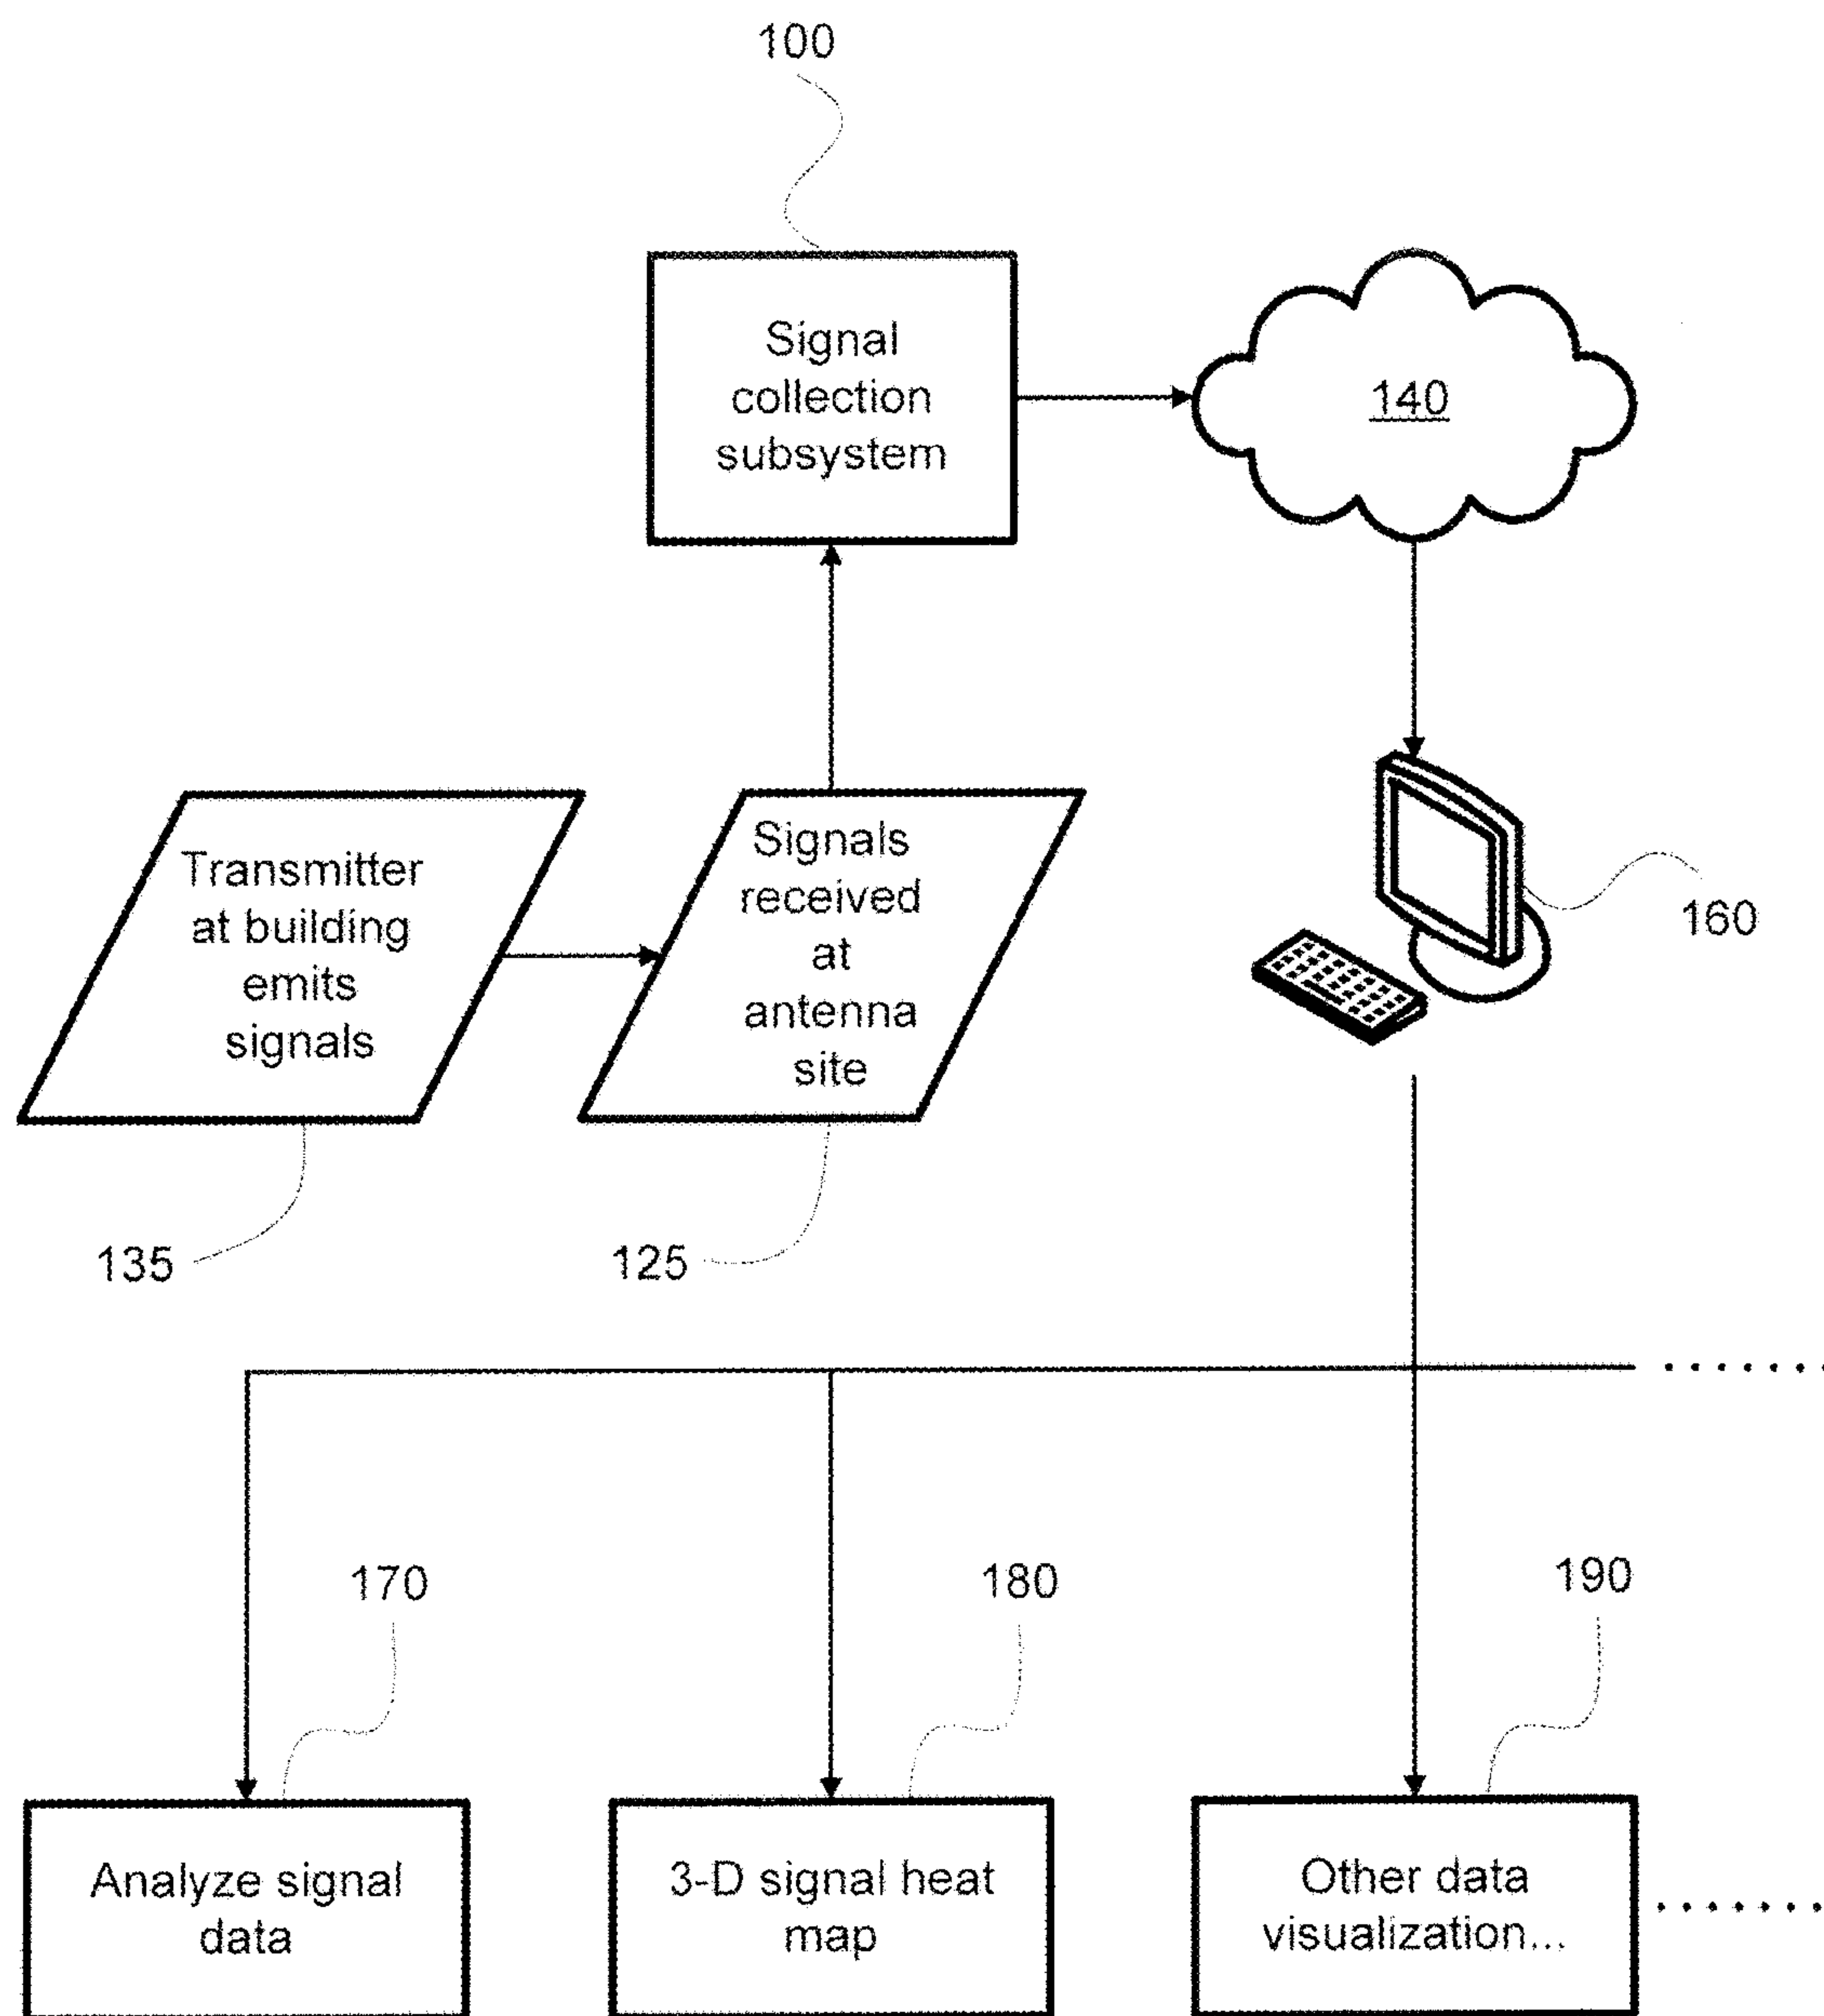 100
Signal
collection
subsystem
140
Transmitter
at building
emits
signals
Signals
received
at
antenna
site
160
135
125
170
180
190
Analyze signal
data
3-D signal heat
map
Other data
visualization...